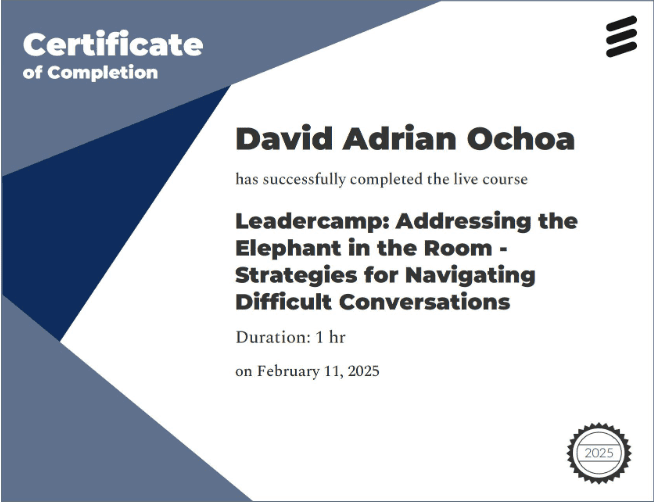 Certificate
of Completion
David Adrian Ochoa
has successfully completed the live course
Leadercamp: Addressing the
Elephant in the Room -
Strategies for Navigating
Difficult Conversations
Duration: 1 hr
on February 11, 2025
2025